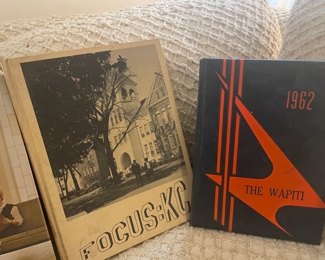 FOCUS:KC
1962
THE WAPITI